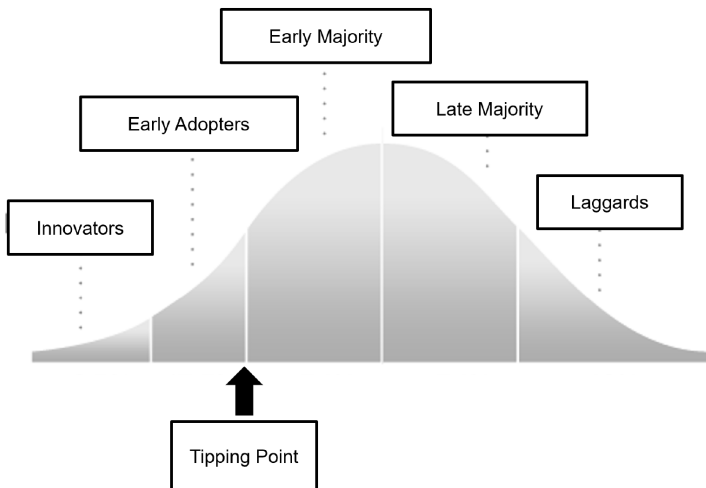 Early Majority
Late Majority
Early Adopters
Laggards
Innovators
Tipping Point